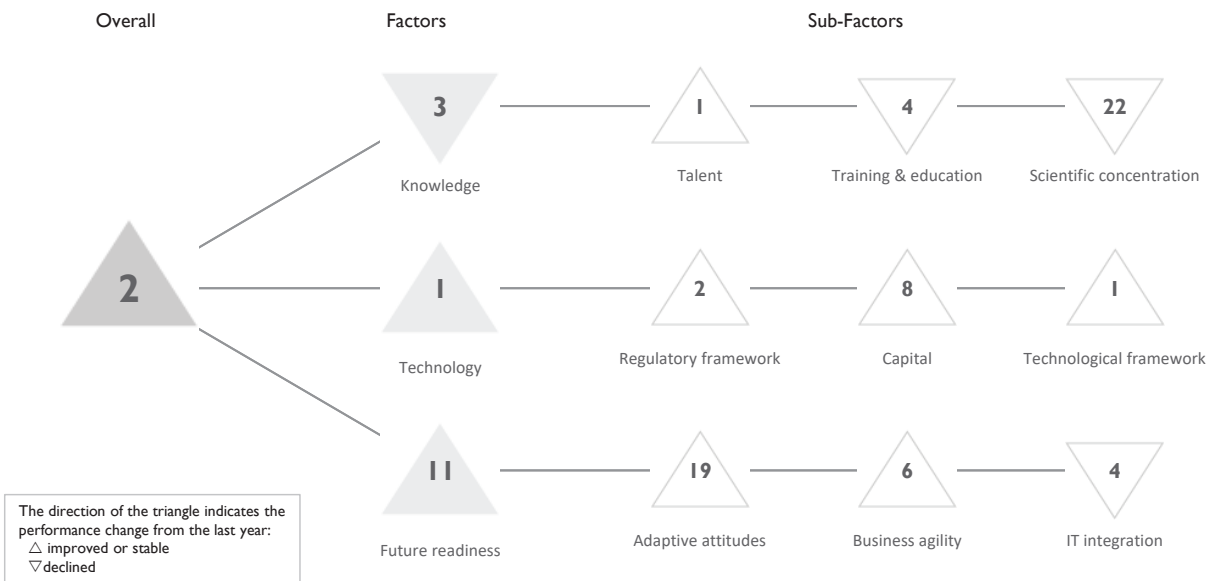 Overall
Factors
Sub-Factors
3
1
4
22
Knowledge
Talent
Training & education
Scientific concentration
2
1
2
8
1
Technology
Regulatory framework
Capital
Technological framework
11
19
6
4
Future readiness
Adaptive attitudes
Business agility
IT integration
The direction of the triangle indicates the
performance change from the last year:
△ improved or stable
▽declined